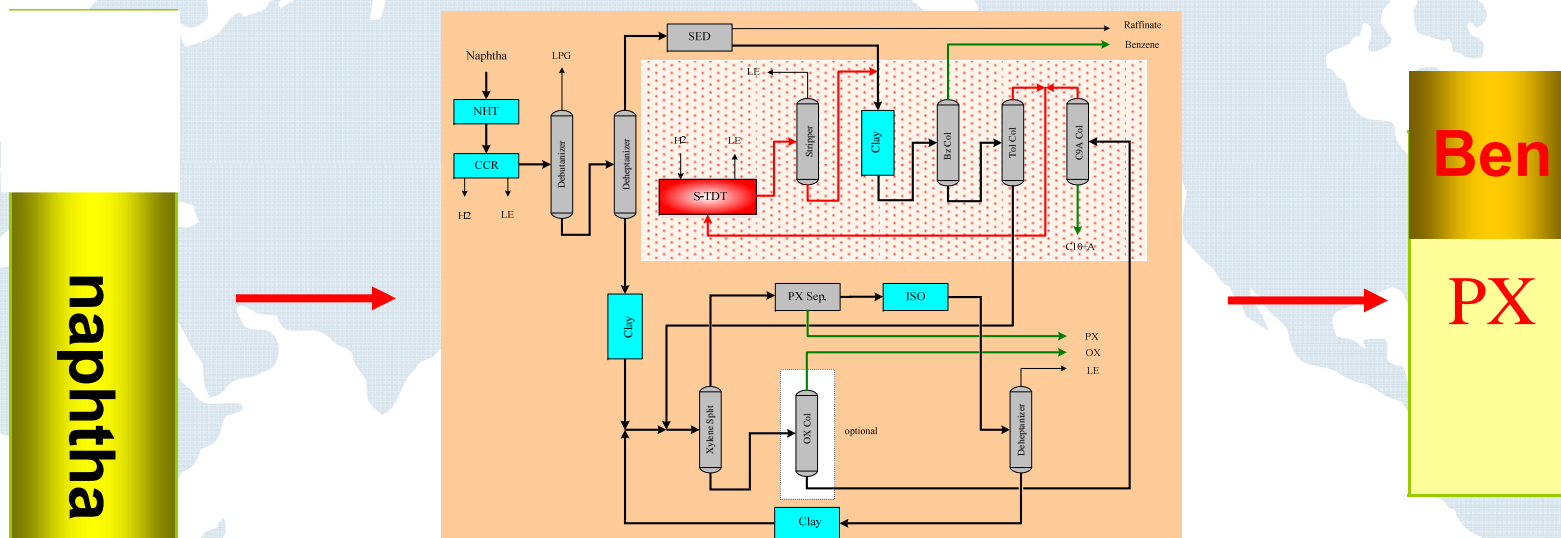 naphtha
Naphtha
NHT
CCR
H2
LE
LPG
Debutanizer
Deheptanizer
SED
Raffinate
Benzene
LE
H2
LE
S-TDT
Stripper
Clay
Bz Col
Tol Col
C9A Col
C10-A
Clay
PX Sep.
ISO
PX
OX
LE
Xylene Split
OX Col
optional
Deheptanizer
Clay
Ben
PX